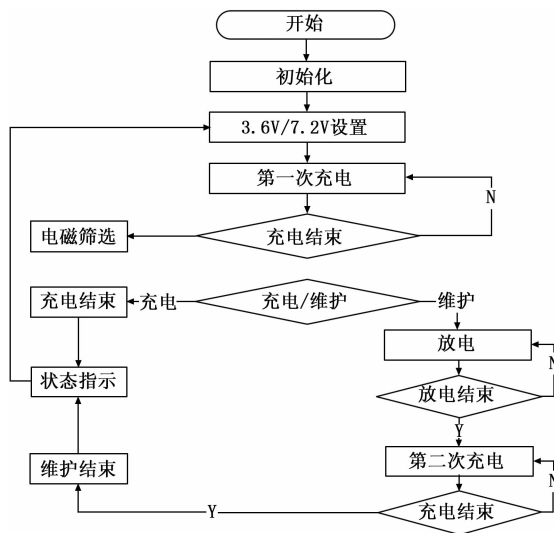 开始
初始化
3.6V/7.2V设置
第一次充电
N
电磁筛选
充电结束
充电结束
充电
充电/维护
维护
放电
N
状态指示
放电结束
Y
维护结束
第二次充电
N
Y
充电结束